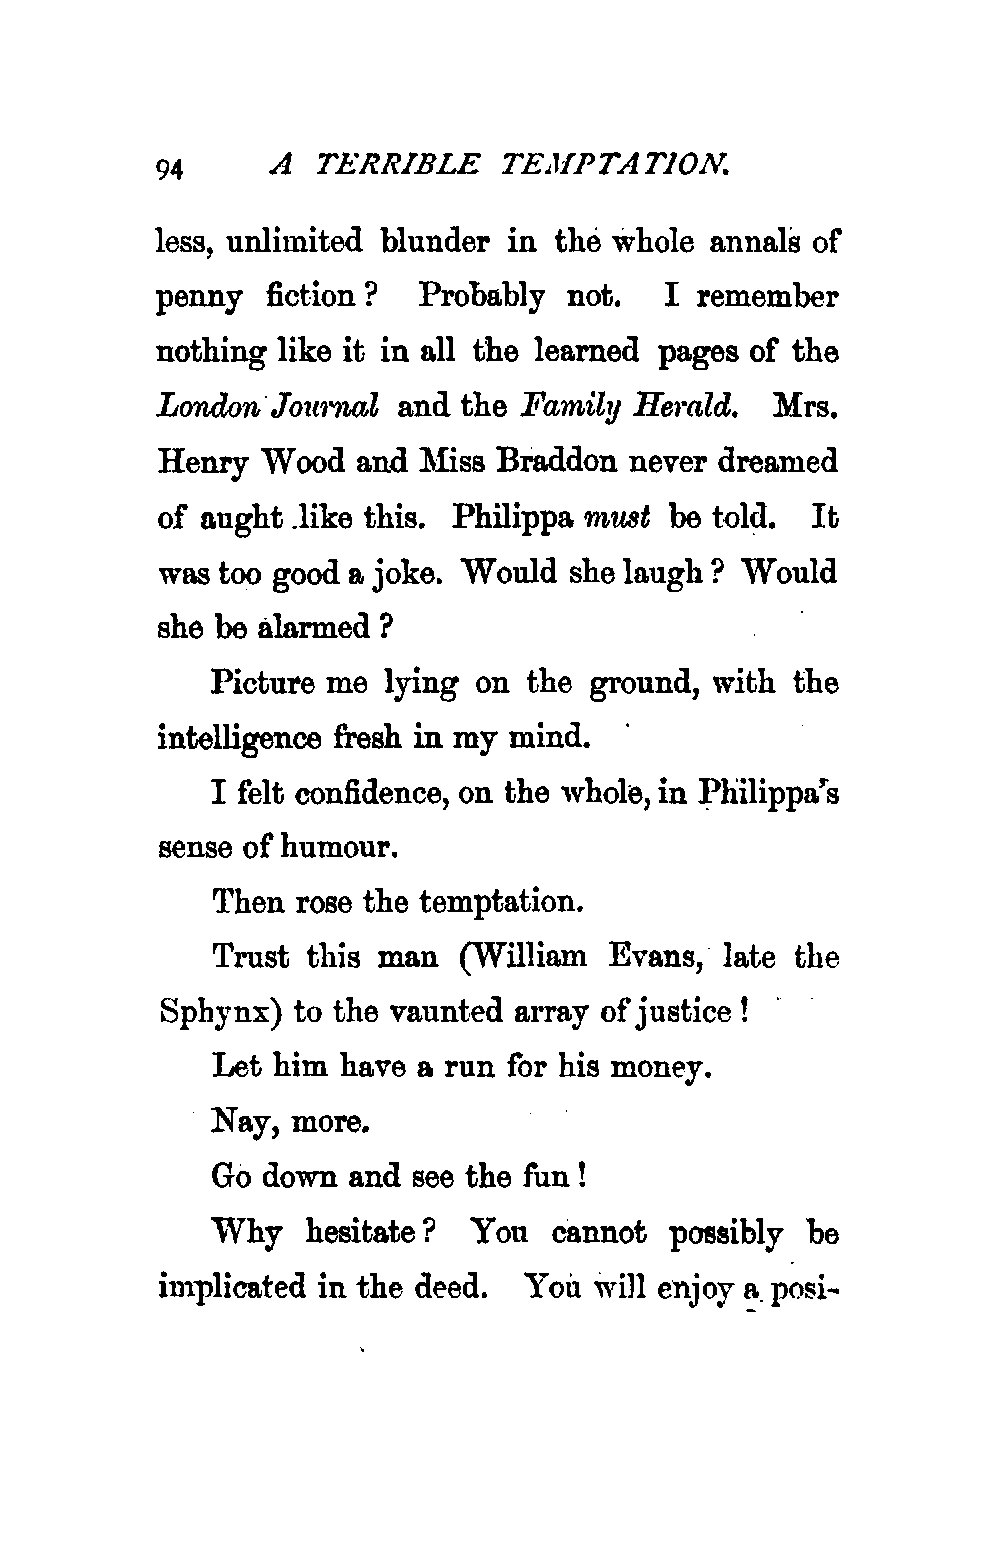 94 A TERRIBLE TEMPTATION.
less, unlimited blunder in the whole annals of
penny fiction? Probably not. I remember
nothing like it in all the learned pages of the
London Journal and the Family Herald. Mrs.
Henry Wood and Miss Braddon never dreamed
of aught like this. Philippa must be told. It
was too good a joke. Would she laugh? Would
she be alarmed?
Picture me lying on the ground, with the
intelligence fresh in my mind.
I felt confidence, on the whole, in Philippa's
sense of humour.
Then rose the temptation.
Trust this man (William Evans, late the
Sphynx) to the vaunted array of justice!
Let him have a run for his money.
Nay, more.
Go down and see the fun!
Why hesitate? You cannot possibly be
implicated in the deed. You will enjoy a posi-